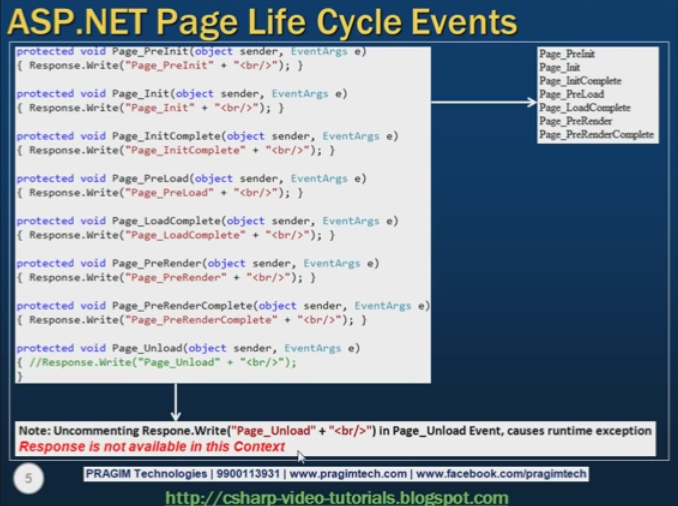 ASP.NET Page Life Cycle Events
protected void Page_PreInit(object sender, EventArgs e)
{ Response.Write("Page_PreInit" + "<br/>"); }
protected void Page_Init(object sender, EventArgs e)
{ Response.Write("Page_Init" + "<br/>"); }
protected void Page_InitComplete(object sender, EventArgs e)
{ Response.Write("Page_InitComplete" + "<br/>"); }
protected void Page_PreLoad(object sender, EventArgs e)
{ Response.Write("Page_PreLoad" + "<br/>"); }
protected void Page_LoadComplete(object sender, EventArgs e)
{ Response.Write("Page_LoadComplete" + "<br/>"); }
protected void Page_PreRender(object sender, EventArgs e)
{ Response.Write("Page_PreRender" + "<br/>"); }
protected void Page_PreRenderComplete(object sender, EventArgs e)
{ Response.Write("Page_PreRenderComplete" + "<br/>"); }
protected void Page_Unload(object sender, EventArgs e)
{ //Response.Write("Page_Unload" + "<br/>");
}
Page_PreInit
Page_Init
Page_InitComplete
Page_PreLoad
Page_LoadComplete
Page_PreRender
Page_PreRenderComplete
Note: Uncommenting Respone.Write("Page_Unload" + "<br/>") in Page_Unload Event, causes runtime exception
Response is not available in this Context
5
PRAGIM Technologies | 9900113931 | www.pragimtech.com | www.facebook.com/pragimtech
http://csharp-video-tutorials.blogspot.com